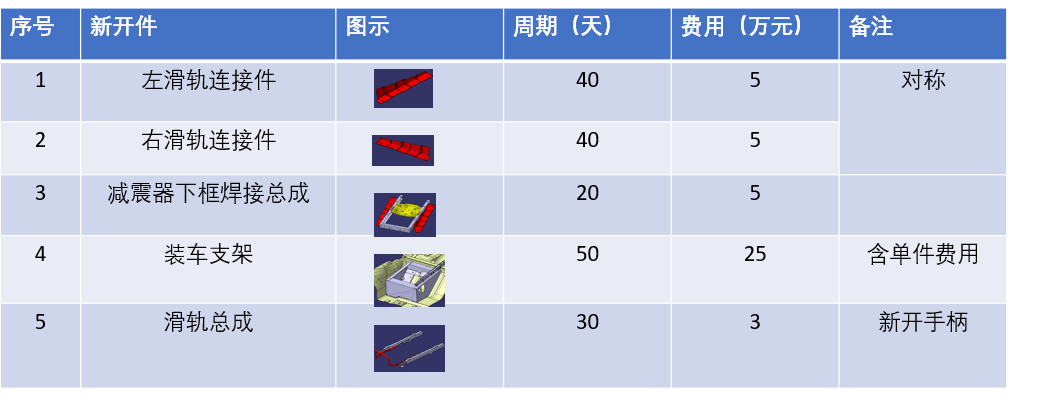 序号 新开件 图示 周期（天） 费用（万元） 备注
1 左滑轨连接件 40 5 对称
2 右滑轨连接件 40 5
3 减震器下框焊接总成 20 5
4 装车支架 50 25 含单件费用
5 滑轨总成 30 3 新开手柄